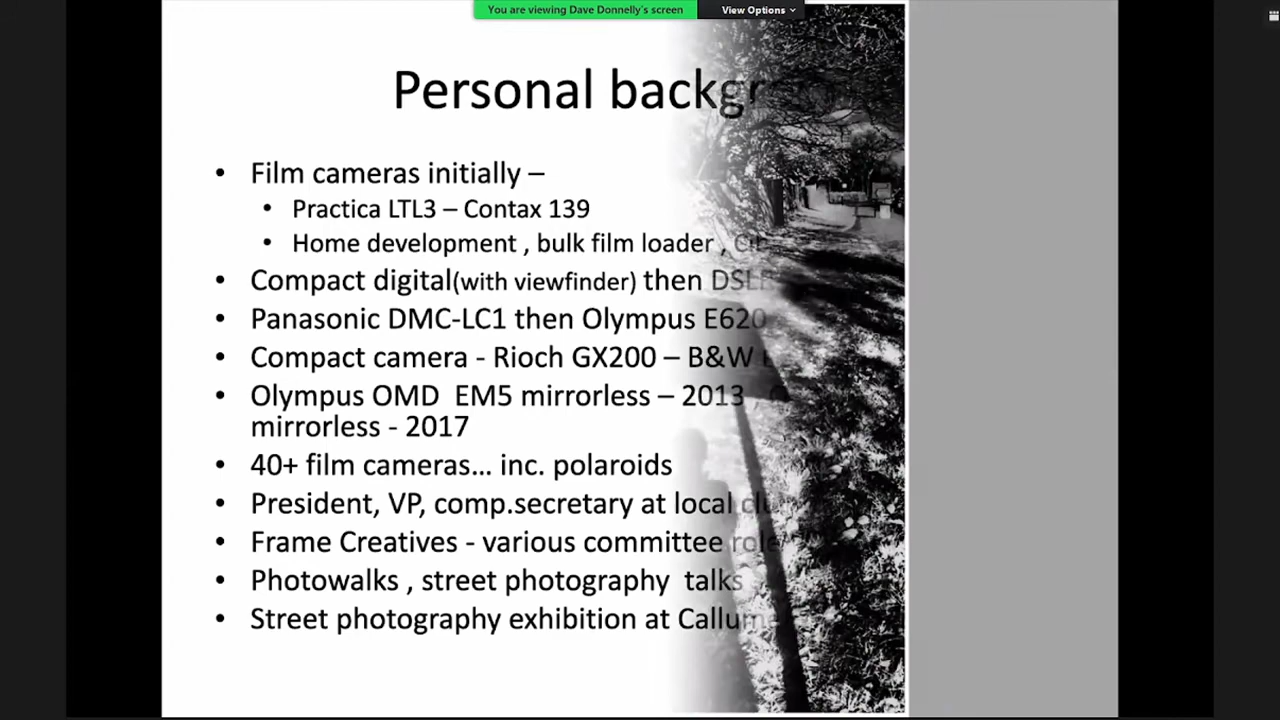 You are viewing Dave Donnelly's screen
View Options
Personal
• Film cameras initially –
• Practica LTL3 – Contax 139
• Home development , bulk film loader ,
• Compact digital(with viewfinder) then DSLR
• Panasonic DMC-LC1 then Olympus E620
• Compact camera - Rioch GX200 – B&W
• Olympus OMD EM5 mirrorless – 2013 ,
mirrorless - 2017
• 40+ film cameras... inc. polaroids
• President, VP, comp.secretary at local
• Frame Creatives - various committee
• Photowalks , street photography talks
• Street photography exhibition at